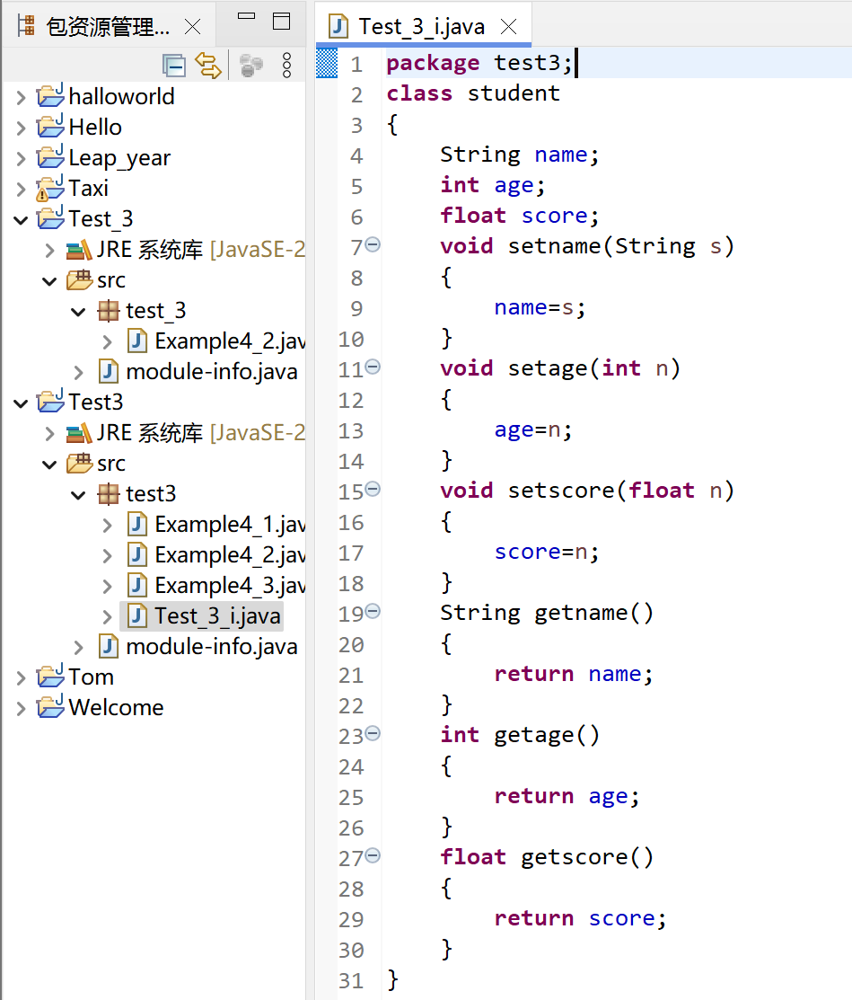 包资源管理...
halloworld
Hello
Leap_year
Taxi
Test_3
JRE 系统库 [JavaSE-2
src
test_3
Example4_2.jav
module-info.java
Test3
JRE 系统库 [JavaSE-2
src
test3
Example4_1.jav
Example4_2.jav
Example4_3.jav
Test_3_i.java
module-info.java
Tom
Welcome
Test_3_i.java
1 package test3;
2 class student
3 {
4 String name;
5 int age;
6 float score;
7 void setname(String s)
8 {
9 name=s;
10 }
11 void setage(int n)
12 {
13 age=n;
14 }
15 void setscore(float n)
16 {
17 score=n;
18 }
19 String getname()
20 {
21 return name;
22 }
23 int getage()
24 {
25 return age;
26 }
27 float getscore()
28 {
29 return score;
30 }
31 }